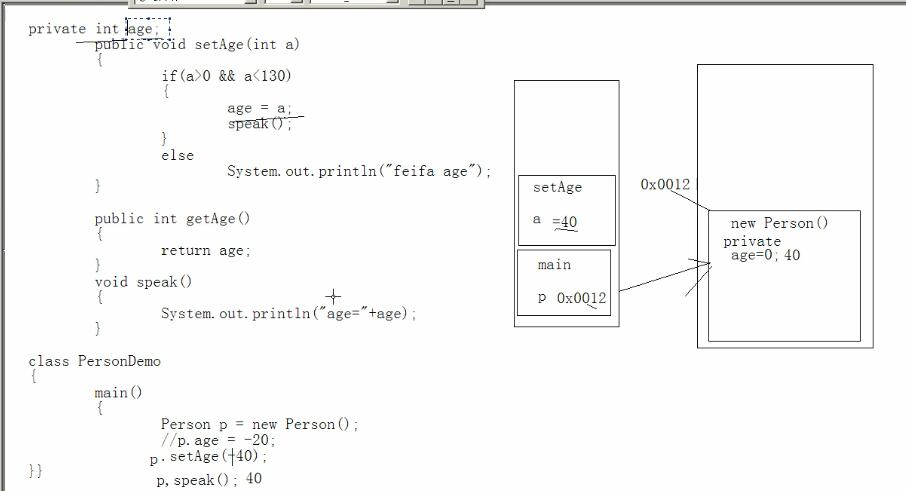 private int age;
public void setAge(int a)
{
if(a>0 && a<130)
{
age = a;
speak();
}
else
System.out.println("feifa age");
}
public int getAge()
{
return age;
}
void speak()
{
System.out.println("age="+age);
}
class PersonDemo
{
main()
{
Person p = new Person();
//p.age = -20;
p.setAge(-40);
}}
p,speak(); 40
setAge
a =40
main
p 0x0012
0x0012
new Person()
private
age=0; 40